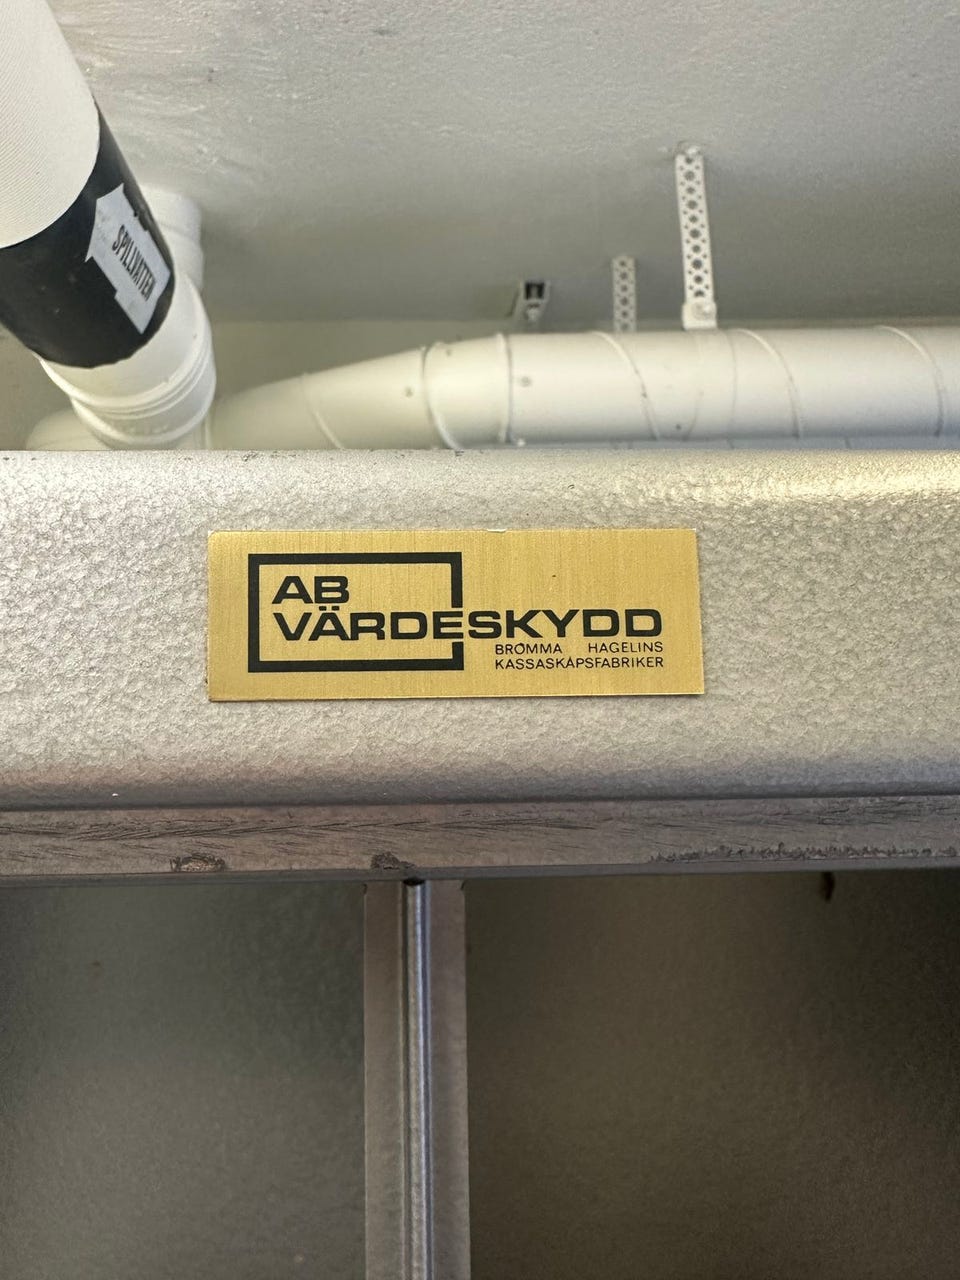 SPILLVATTEN
AB
VÄRDESKYDD
BROMMA HAGELINS
KASSASKÅPSFABRIKER